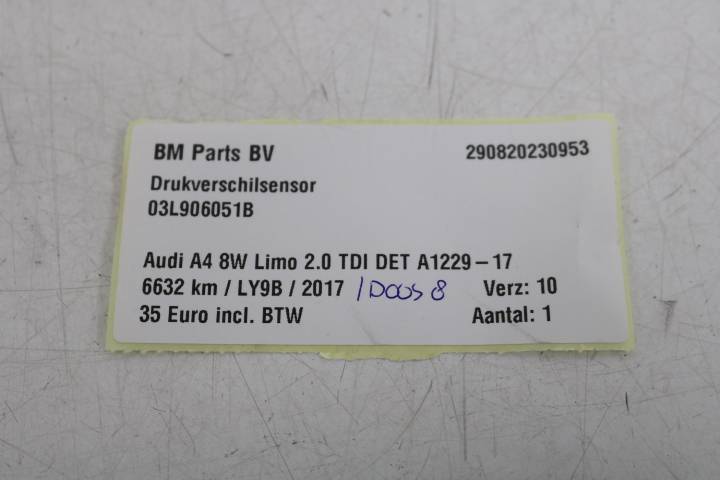 BM Parts BV 290820230953
Drukverschilsensor
03L906051B
Audi A4 8W Limo 2.0 TDI DET A1229-17
6632 km / LY9B / 2017 / DOOS 8 Verz: 10
35 Euro incl. BTW Aantal: 1